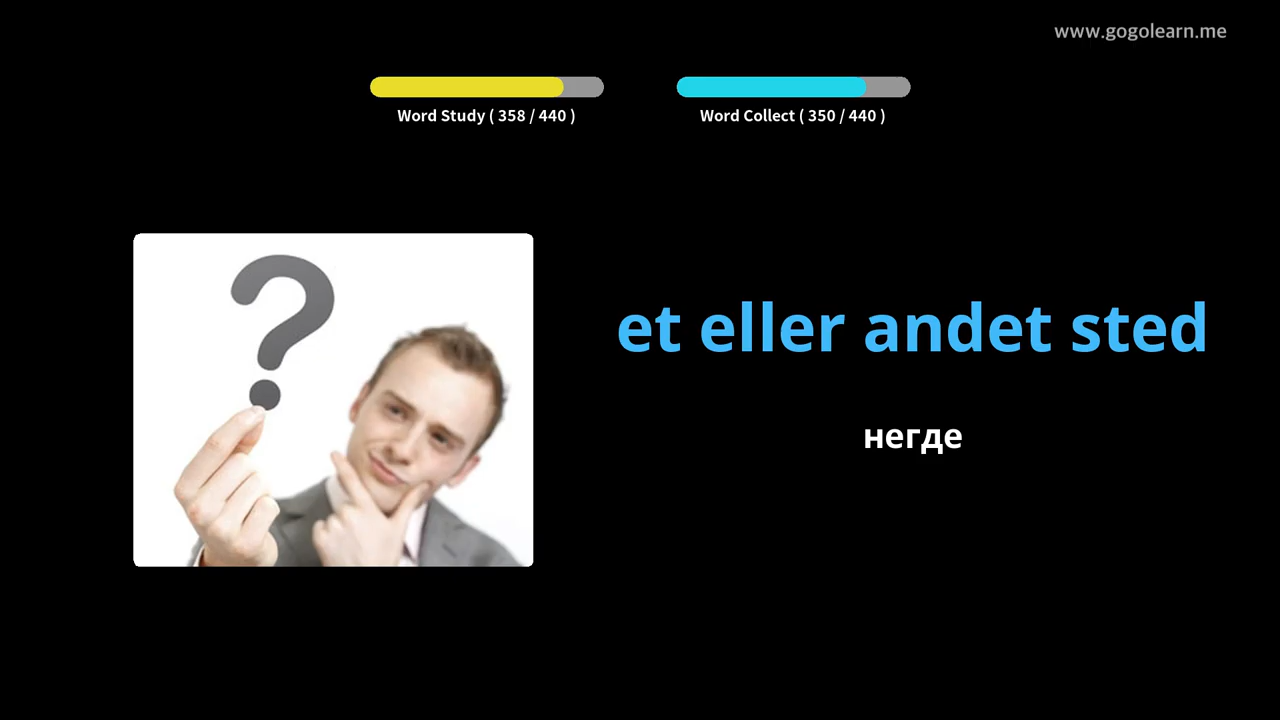 www.gogolearn.me
Word Study ( 358 / 440 )
Word Collect ( 350 / 440 )
?
et eller andet sted
негде